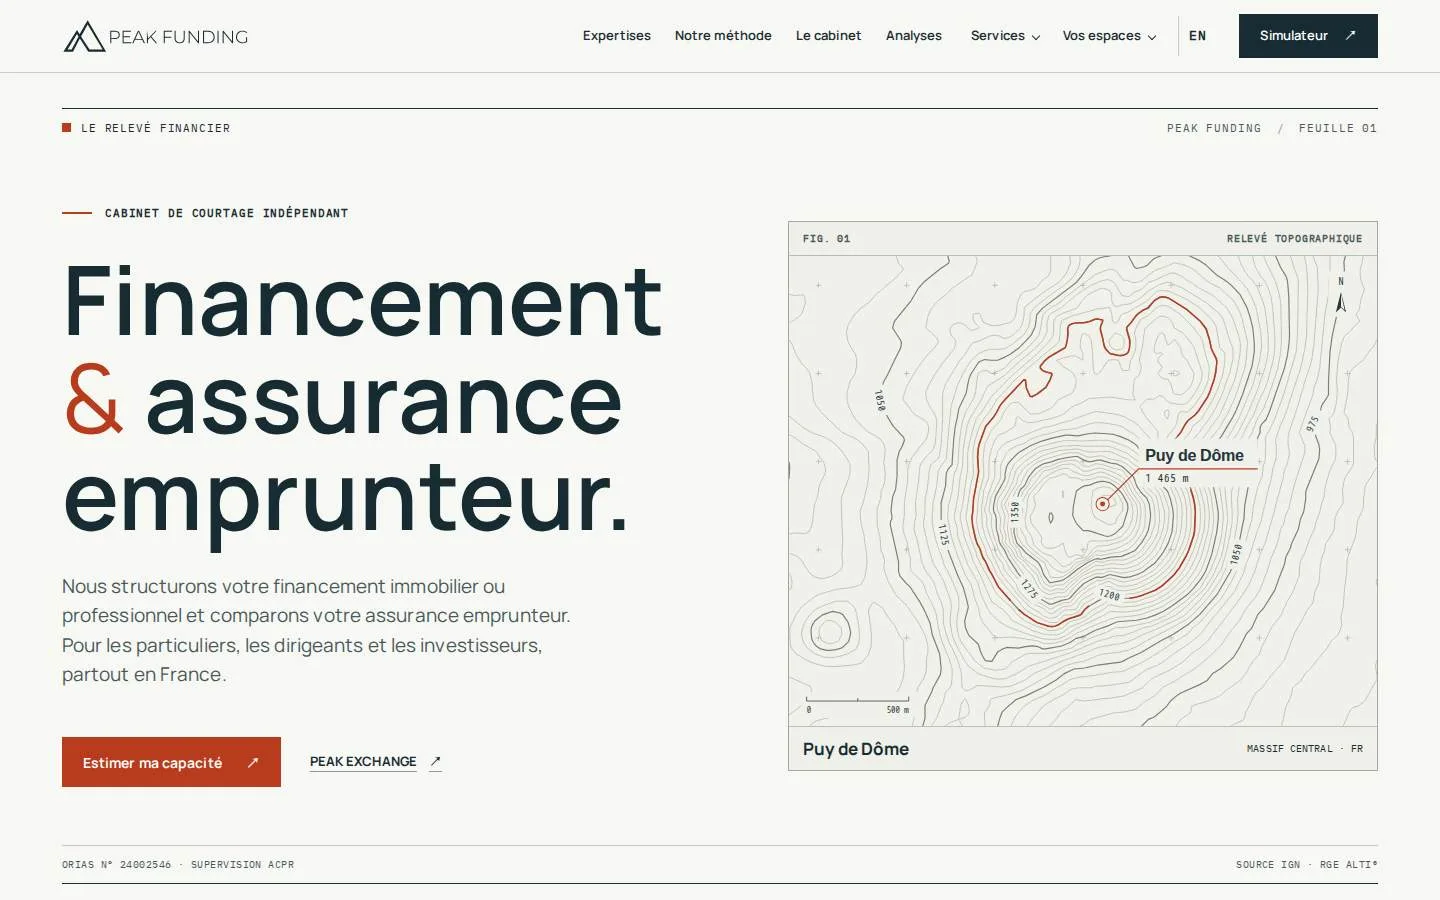 PEAK FUNDING
Expertises
Notre méthode
Le cabinet
Analyses
Services
Vos espaces
EN
Simulateur ↗
LE RELEVÉ FINANCIER
PEAK FUNDING / FEUILLE 01
CABINET DE COURTAGE INDÉPENDANT
Financement
& assurance
emprunteur.
Nous structurons votre financement immobilier ou
professionnel et comparons votre assurance emprunteur.
Pour les particuliers, les dirigeants et les investisseurs,
partout en France.
Estimer ma capacité ↗
PEAK EXCHANGE ↗
FIG. 01
RELEVÉ TOPOGRAPHIQUE
N
1050
975
Puy de Dôme
1 465 m
1350
1125
1050
1275
1200
0
500 m
Puy de Dôme
MASSIF CENTRAL · FR
ORIAS N° 24002546 · SUPERVISION ACPR
SOURCE IGN · RGE ALTI®